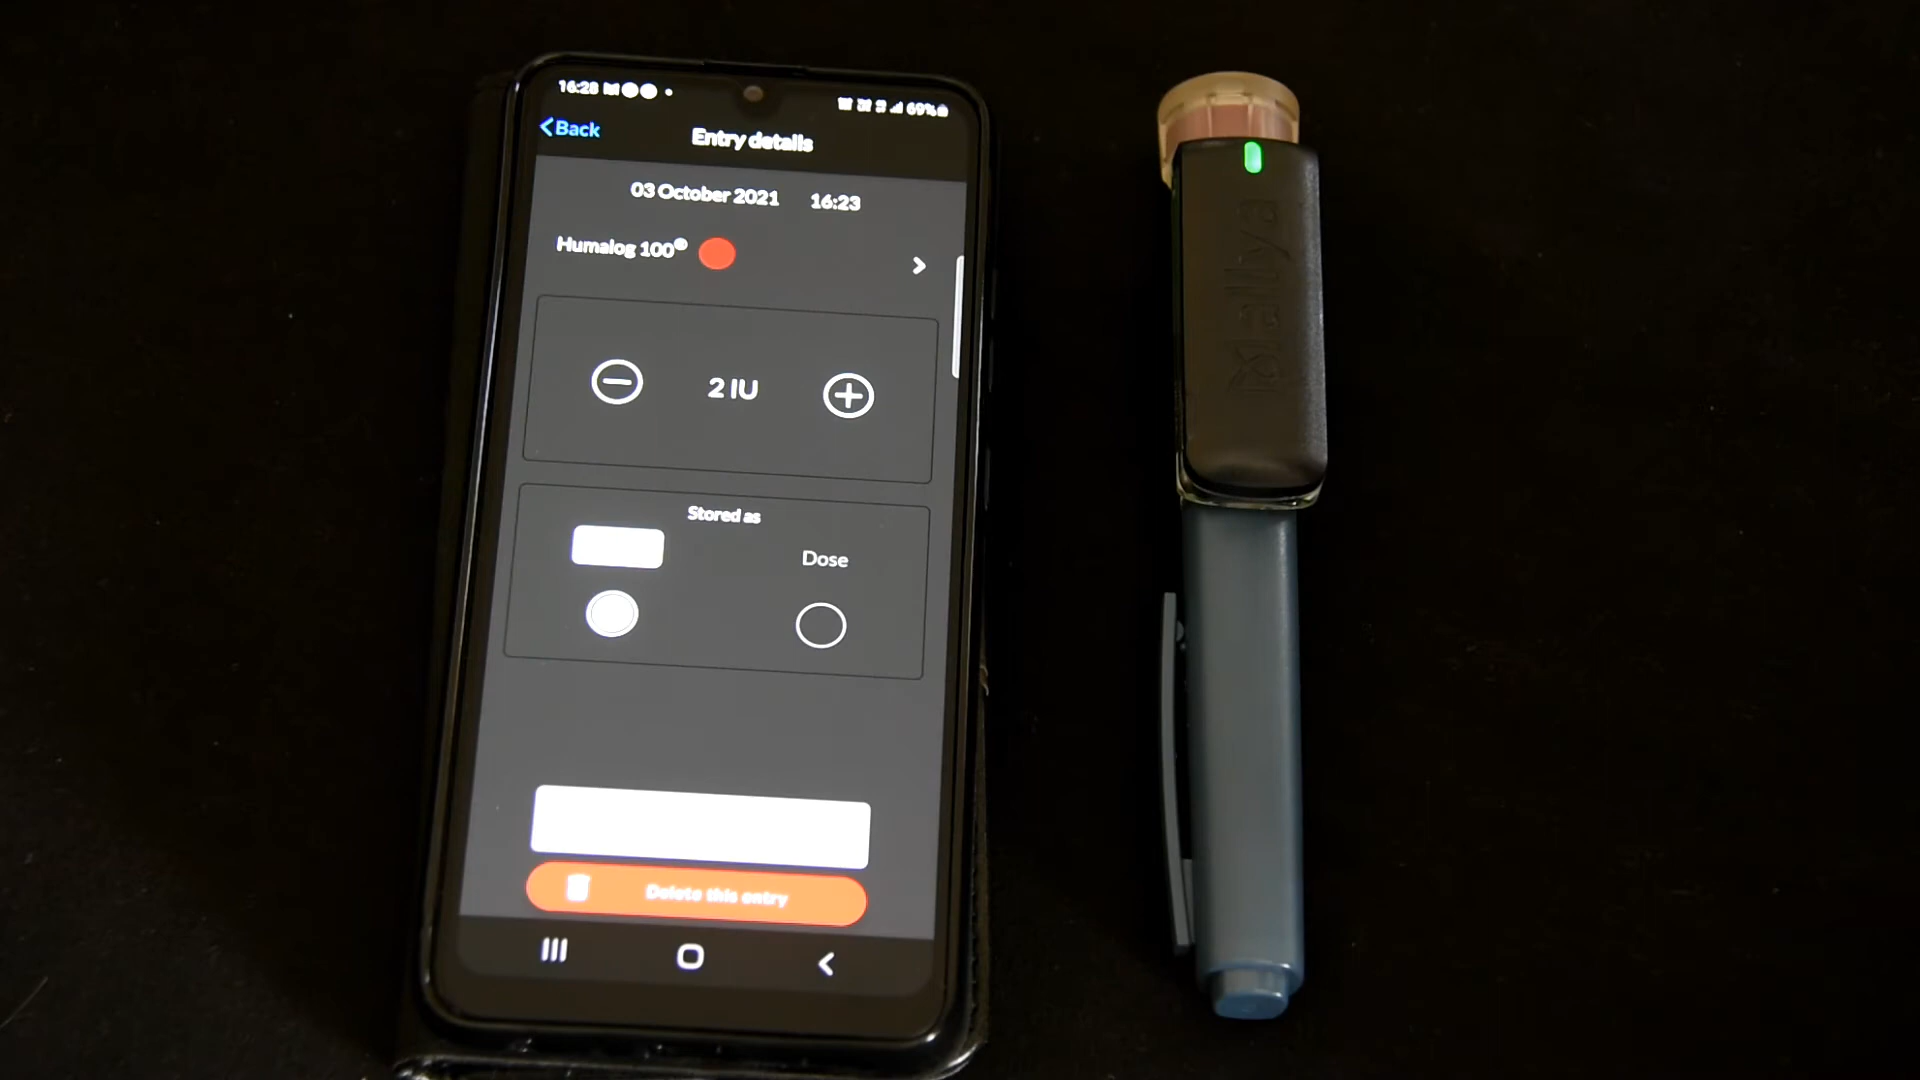 16:28
69%
Back
Entry details
03 October 2021 16:23
Humalog 100®
2 IU
Stored as
Dose
Delete this entry
Mallya